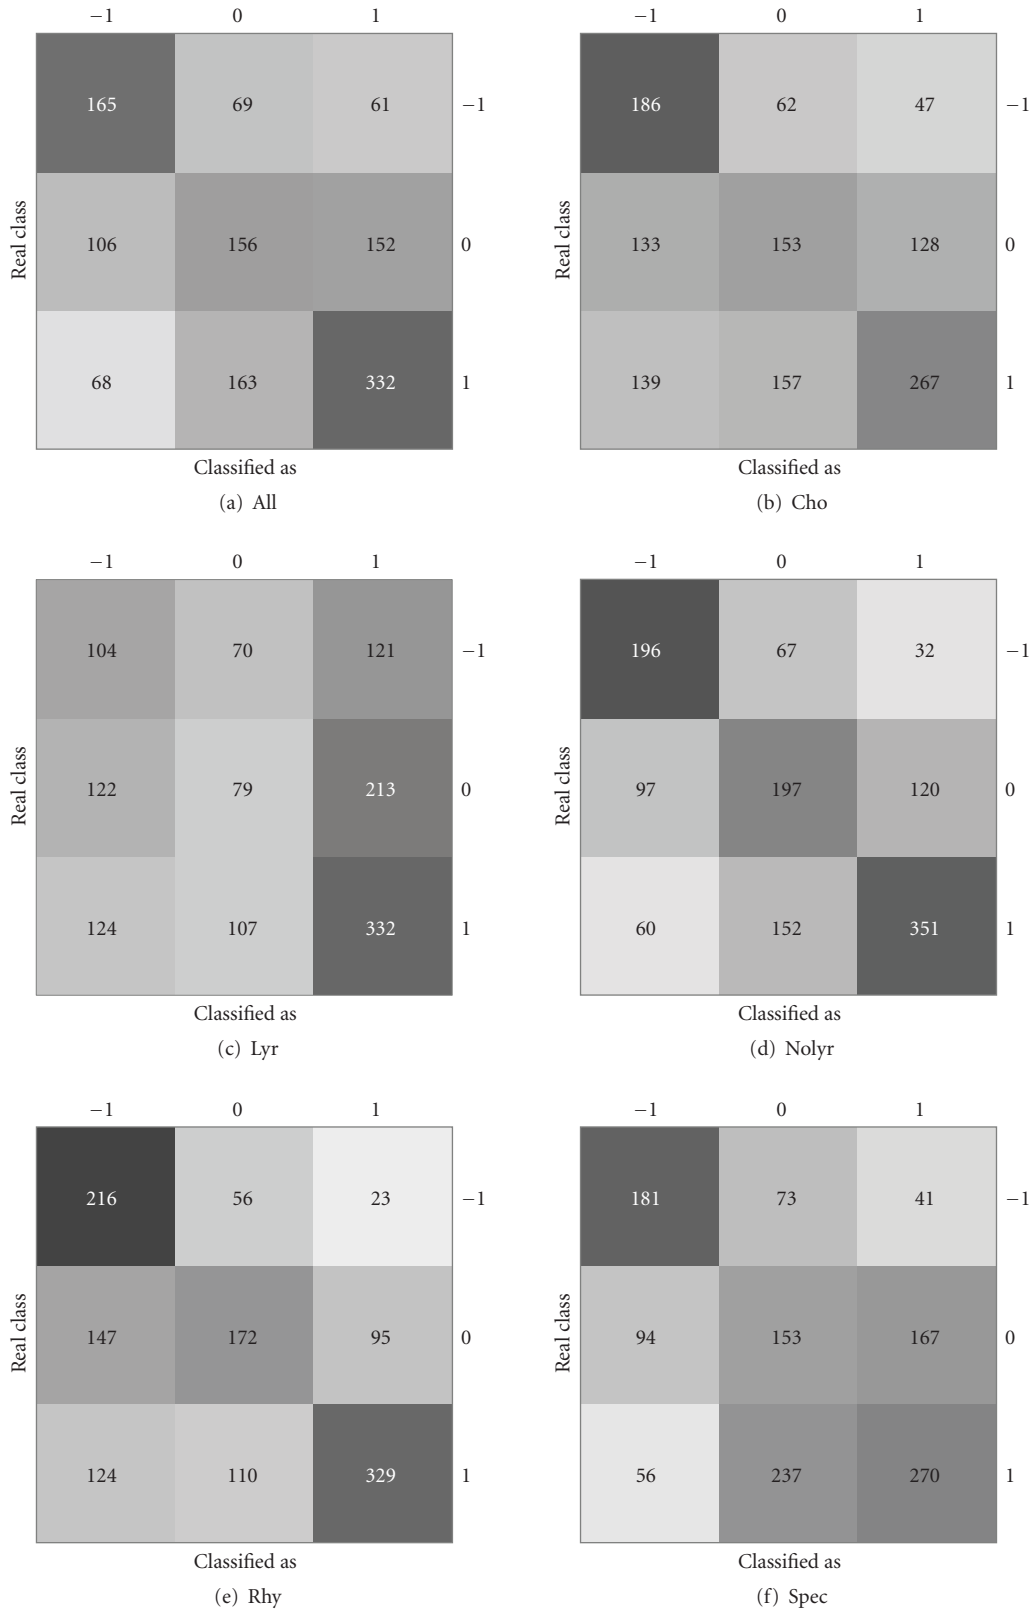 −1 0 1
165 69 61 −1
Real class
106 156 152 0
68 163 332 1
Classified as
(a) All
−1 0 1
186 62 47 −1
Real class
133 153 128 0
139 157 267 1
Classified as
(b) Cho
−1 0 1
104 70 121 −1
Real class
122 79 213 0
124 107 332 1
Classified as
(c) Lyr
−1 0 1
196 67 32 −1
Real class
97 197 120 0
60 152 351 1
Classified as
(d) Nolyr
−1 0 1
216 56 23 −1
Real class
147 172 95 0
124 110 329 1
Classified as
(e) Rhy
−1 0 1
181 73 41 −1
Real class
94 153 167 0
56 237 270 1
Classified as
(f) Spec